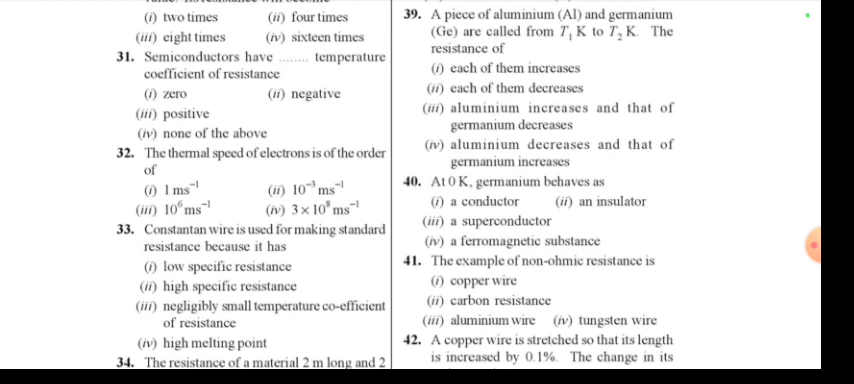 (i) two times (ii) four times
(iii) eight times (iv) sixteen times
31. Semiconductors have ........ temperature
coefficient of resistance
(i) zero (ii) negative
(iii) positive
(iv) none of the above
32. The thermal speed of electrons is of the order
of
(i) 1 ms⁻¹ (ii) 10⁻³ ms⁻¹
(iii) 10⁶ ms⁻¹ (iv) 3 × 10⁸ ms⁻¹
33. Constantan wire is used for making standard
resistance because it has
(i) low specific resistance
(ii) high specific resistance
(iii) negligibly small temperature co-efficient
of resistance
(iv) high melting point
34. The resistance of a material 2 m long and 2
39. A piece of aluminium (Al) and germanium
(Ge) are called from T₁ K to T₂ K. The
resistance of
(i) each of them increases
(ii) each of them decreases
(iii) aluminium increases and that of
germanium decreases
(iv) aluminium decreases and that of
germanium increases
40. At 0 K, germanium behaves as
(i) a conductor (ii) an insulator
(iii) a superconductor
(iv) a ferromagnetic substance
41. The example of non-ohmic resistance is
(i) copper wire
(ii) carbon resistance
(iii) aluminium wire (iv) tungsten wire
42. A copper wire is stretched so that its length
is increased by 0.1%. The change in its